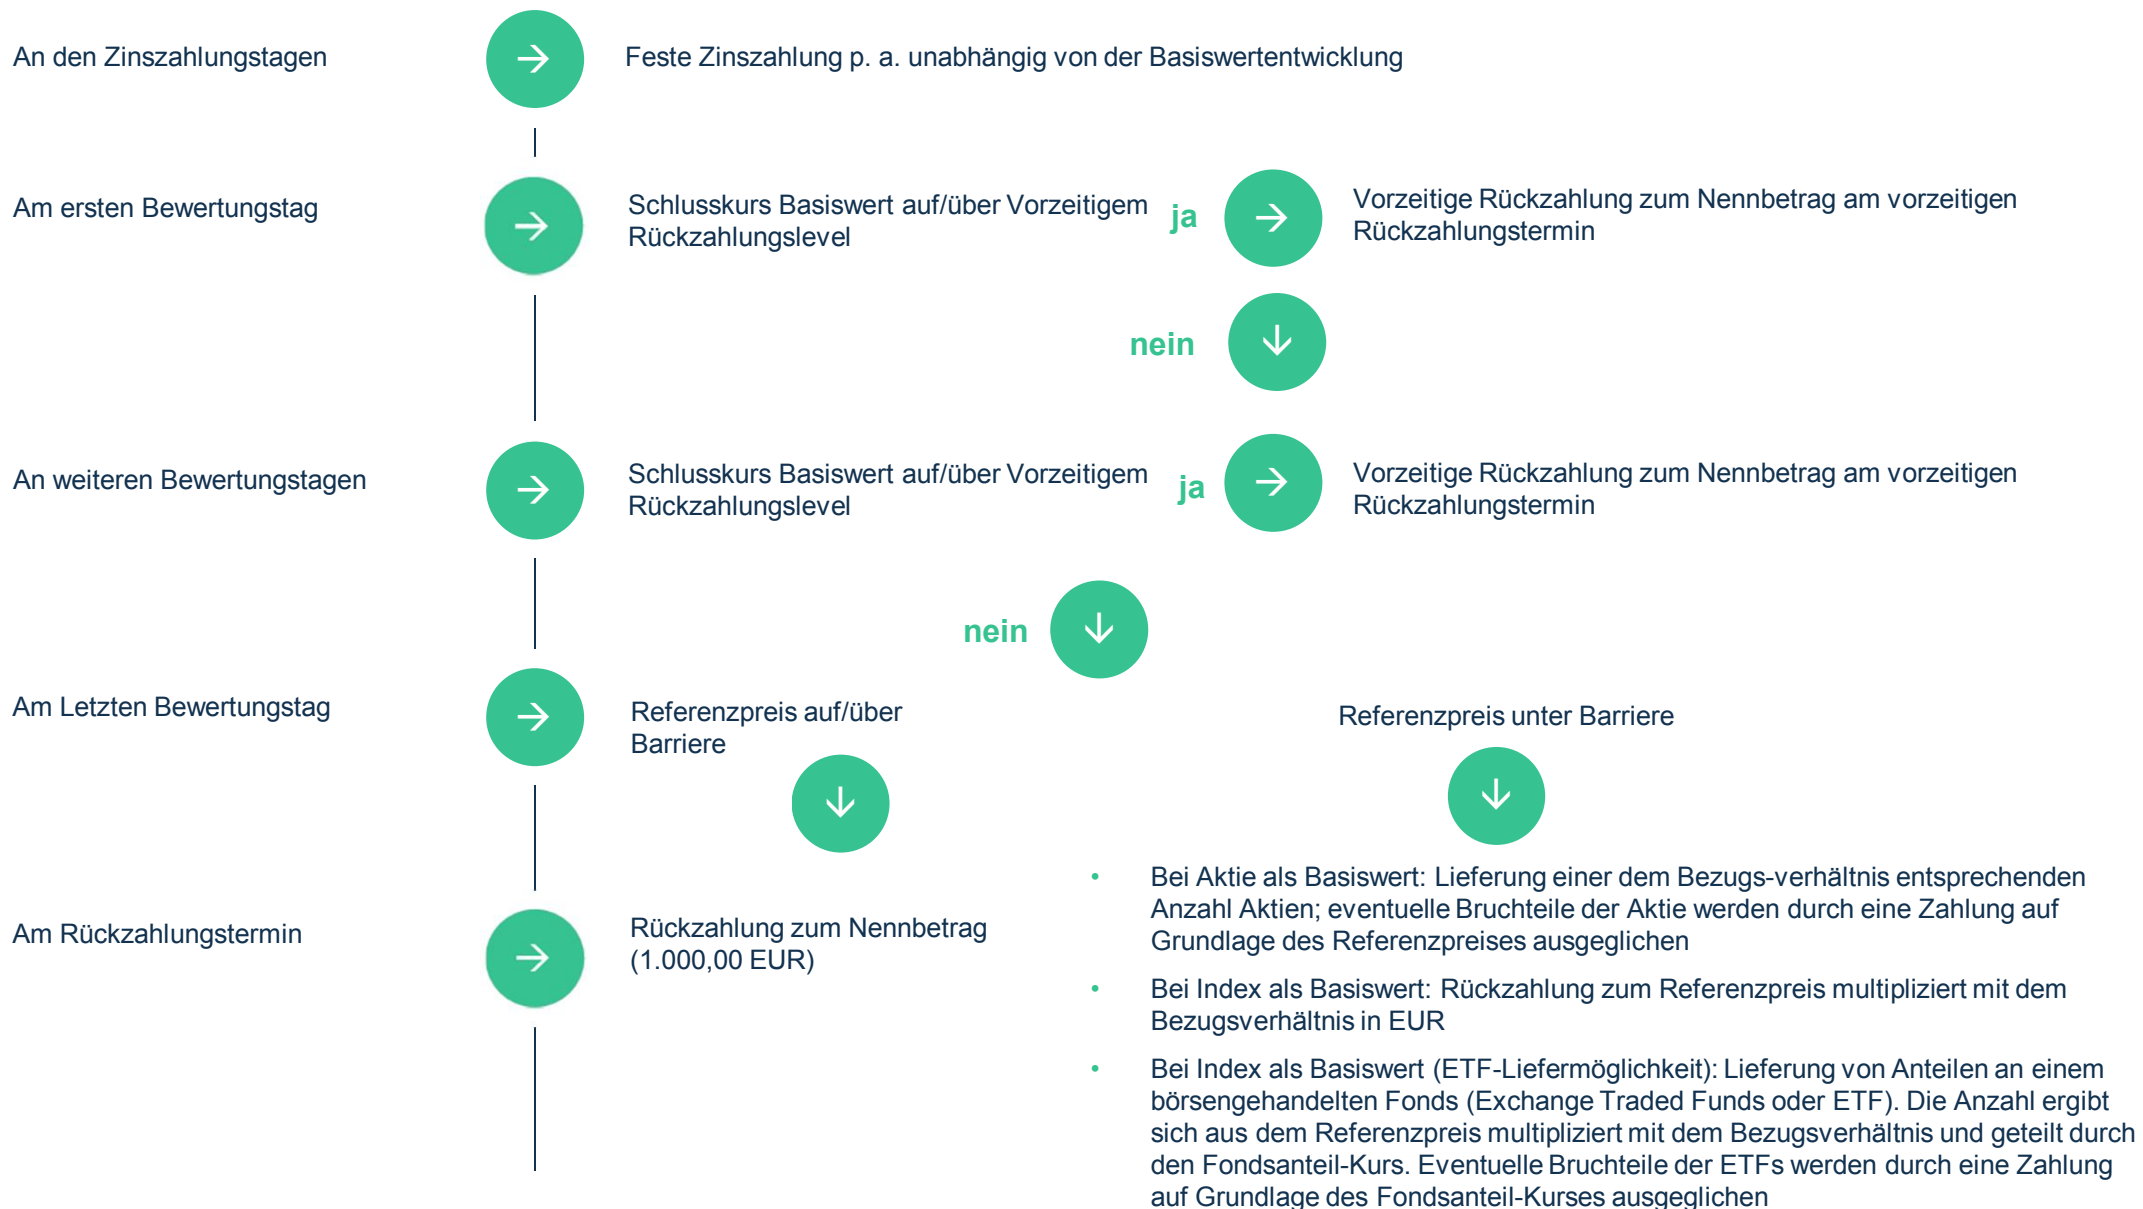 An den Zinszahlungstagen
Feste Zinszahlung p. a. unabhängig von der Basiswertentwicklung
Am ersten Bewertungstag
Schlusskurs Basiswert auf/über Vorzeitigem
Rückzahlungslevel
ja
Vorzeitige Rückzahlung zum Nennbetrag am vorzeitigen
Rückzahlungstermin
nein
An weiteren Bewertungstagen
Schlusskurs Basiswert auf/über Vorzeitigem
Rückzahlungslevel
ja
Vorzeitige Rückzahlung zum Nennbetrag am vorzeitigen
Rückzahlungstermin
nein
Am Letzten Bewertungstag
Referenzpreis auf/über
Barriere
Referenzpreis unter Barriere
Am Rückzahlungstermin
Rückzahlung zum Nennbetrag
(1.000,00 EUR)
• Bei Aktie als Basiswert: Lieferung einer dem Bezugs-verhältnis entsprechenden
Anzahl Aktien; eventuelle Bruchteile der Aktie werden durch eine Zahlung auf
Grundlage des Referenzpreises ausgeglichen
• Bei Index als Basiswert: Rückzahlung zum Referenzpreis multipliziert mit dem
Bezugsverhältnis in EUR
• Bei Index als Basiswert (ETF-Liefermöglichkeit): Lieferung von Anteilen an einem
börsengehandelten Fonds (Exchange Traded Funds oder ETF). Die Anzahl ergibt
sich aus dem Referenzpreis multipliziert mit dem Bezugsverhältnis und geteilt durch
den Fondsanteil-Kurs. Eventuelle Bruchteile der ETFs werden durch eine Zahlung
auf Grundlage des Fondsanteil-Kurses ausgeglichen